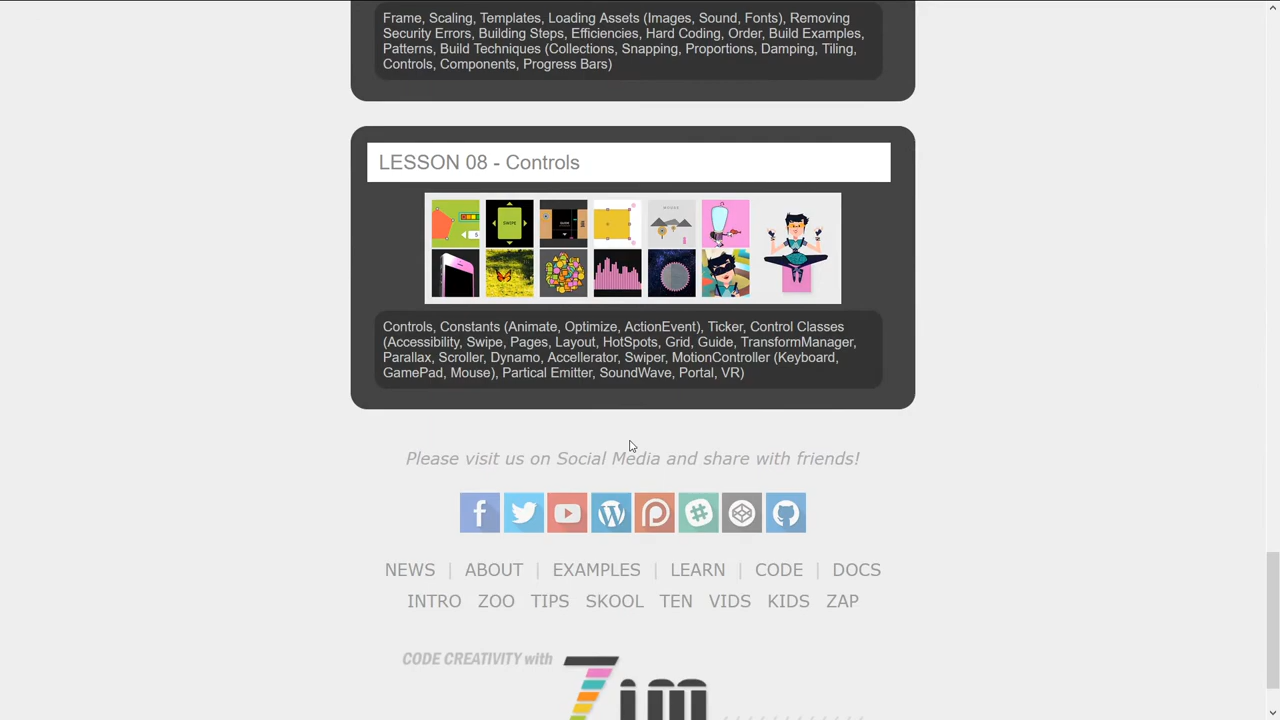 Frame, Scaling, Templates, Loading Assets (Images, Sound, Fonts), Removing
Security Errors, Building Steps, Efficiencies, Hard Coding, Order, Build Examples,
Patterns, Build Techniques (Collections, Snapping, Proportions, Damping, Tiling,
Controls, Components, Progress Bars)
LESSON 08 - Controls
SWIPE
Controls, Constants (Animate, Optimize, ActionEvent), Ticker, Control Classes
(Accessibility, Swipe, Pages, Layout, HotSpots, Grid, Guide, TransformManager,
Parallax, Scroller, Dynamo, Accellerator, Swiper, MotionController (Keyboard,
GamePad, Mouse), Partical Emitter, SoundWave, Portal, VR)
Please visit us on Social Media and share with friends!
NEWS | ABOUT | EXAMPLES | LEARN | CODE | DOCS
INTRO ZOO TIPS SKOOL TEN VIDS KIDS ZAP
CODE CREATIVITY with
Zim